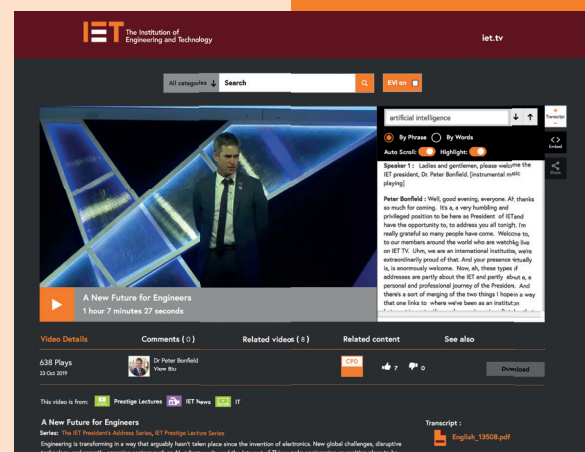 IET
The Institution of
Engineering and Technology
iet.tv
All categories
Search
EVI on
artificial intelligence
By Phrase
By Words
Auto Scroll:
Highlight:
Transcript
Embed
Share
Speaker 1 : Ladies and gentlemen, please welcome the
IET president, Dr. Peter Bonfield. [instrumental music
playing]
Peter Bonfield : Well, good evening, everyone. Ah, thanks
so much for coming. It's a, a very humbling and
privileged position to be here as President of IETand
have the opportunity to, to address you all tonight. I'm
really grateful so many people have come. Welcome to,
to our members around the world who are watching live
on IET TV. Uhm, we are an international institution, we're
extraordinarily proud of that. And your presence virtually
is, is enormously welcome. Now, ah, these types of
addresses are partly about the IET and partly about a, a
personal and professional journey of the President. And
there's a sort of merging of the two things I hope in a way
that one links to where we've been as an institution
A New Future for Engineers
1 hour 7 minutes 27 seconds
Video Details
Comments ( 0 )
Related videos ( 8 )
Related content
See also
638 Plays
23 Oct 2019
Dr Peter Bonfield
View Bio
CPD
7
0
Download
This video is from:
Prestige Lectures
IET News
IT
A New Future for Engineers
Series: The IET President's Address Series, IET Prestige Lecture Series
Engineering is transforming in a way that arguably hasn't taken place since the invention of electronics. New global challenges, disruptive
Transcript :
English_13508.pdf